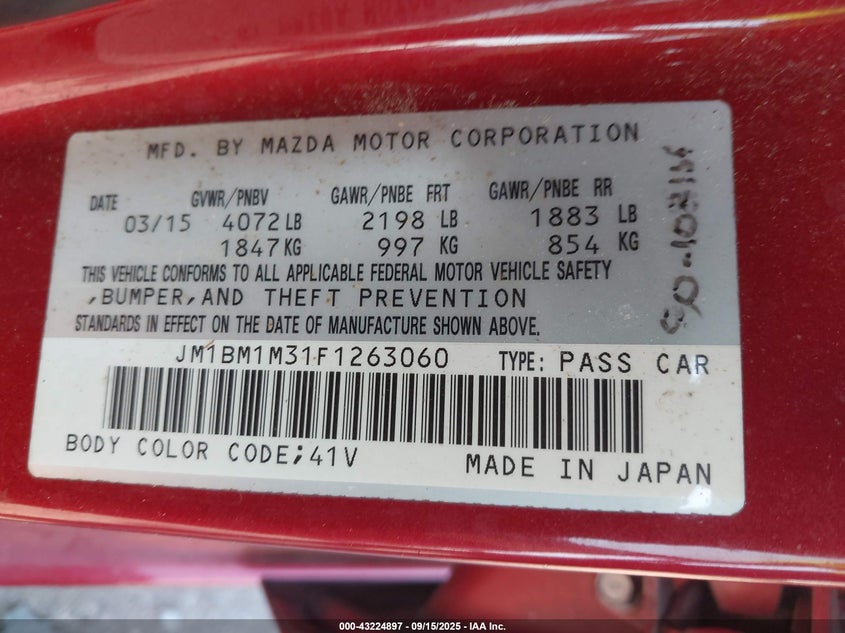 MFD. BY MAZDA MOTOR CORPORATION
DATE GVWR/PNBV GAWR/PNBE FRT GAWR/PNBE RR
03/15 4072 LB 2198 LB 1883 LB
1847 KG 997 KG 854 KG
THIS VEHICLE CONFORMS TO ALL APPLICABLE FEDERAL MOTOR VEHICLE SAFETY
,BUMPER,AND THEFT PREVENTION
STANDARDS IN EFFECT ON THE DATE OF MANUFACTURE SHOWN ABOVE.
JM1BM1M31F1263060 TYPE: PASS CAR
BODY COLOR CODE;41V MADE IN JAPAN
000-43224897 - 09/15/2025 - IAA Inc.